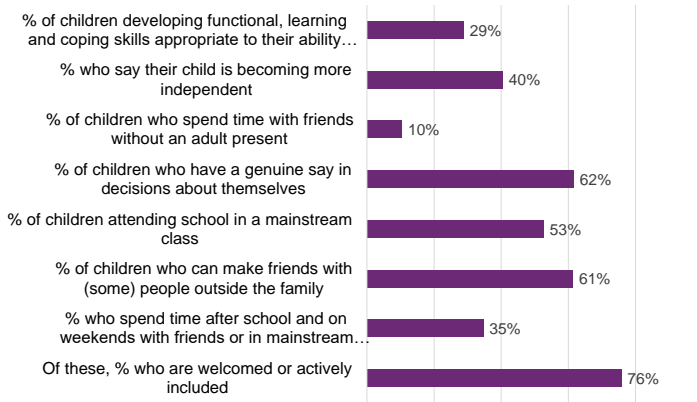 % of children developing functional, learning
and coping skills appropriate to their ability…
29%
% who say their child is becoming more
independent
40%
% of children who spend time with friends
without an adult present
10%
% of children who have a genuine say in
decisions about themselves
62%
% of children attending school in a mainstream
class
53%
% of children who can make friends with
(some) people outside the family
61%
% who spend time after school and on
weekends with friends or in mainstream…
35%
Of these, % who are welcomed or actively
included
76%